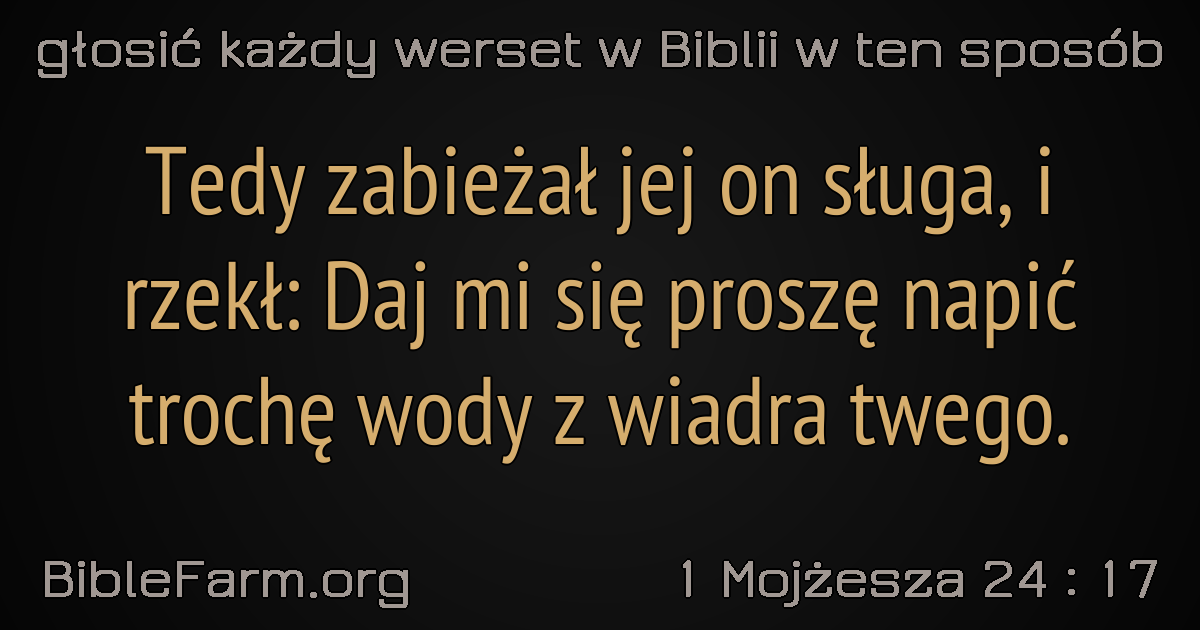 głosić każdy werset w Biblii w ten sposób
Tedy zabieżał jej on sługa, i
rzekł: Daj mi się proszę napić
trochę wody z wiadra twego.
BibleFarm.org
1 Mojżesza 24 : 17